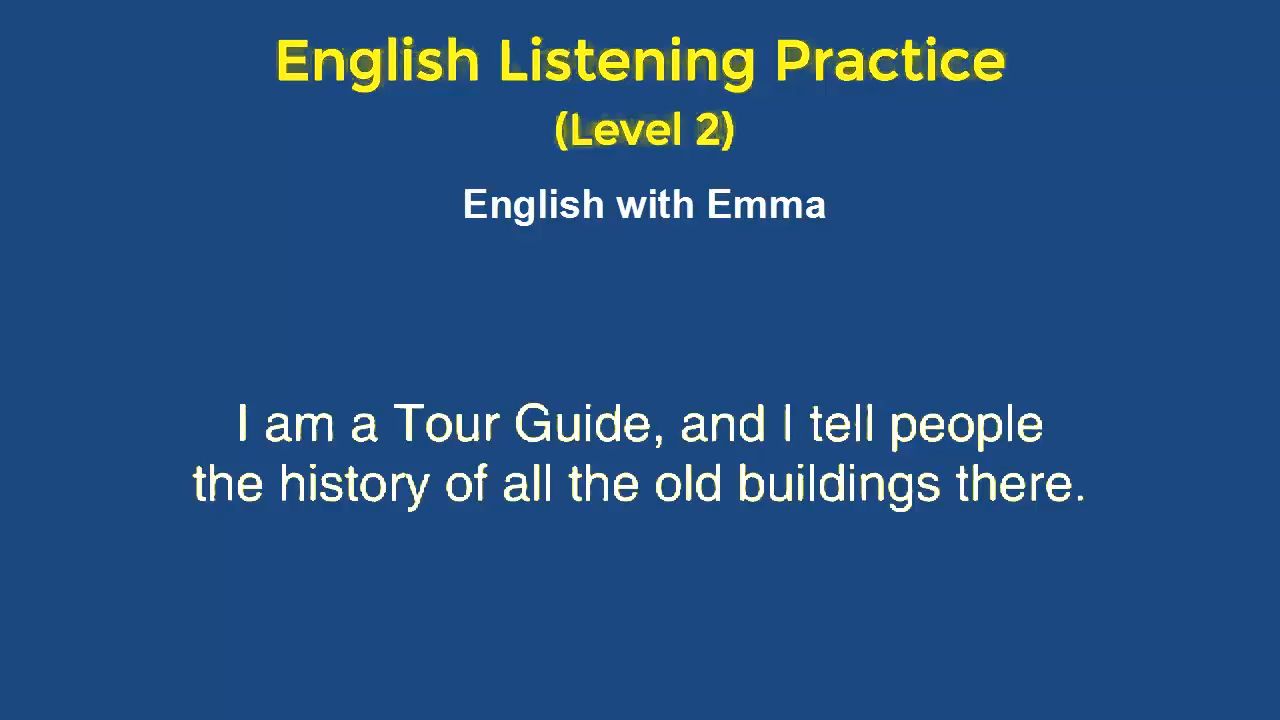 English Listening Practice
(Level 2)
English with Emma
I am a Tour Guide, and I tell people
the history of all the old buildings there.